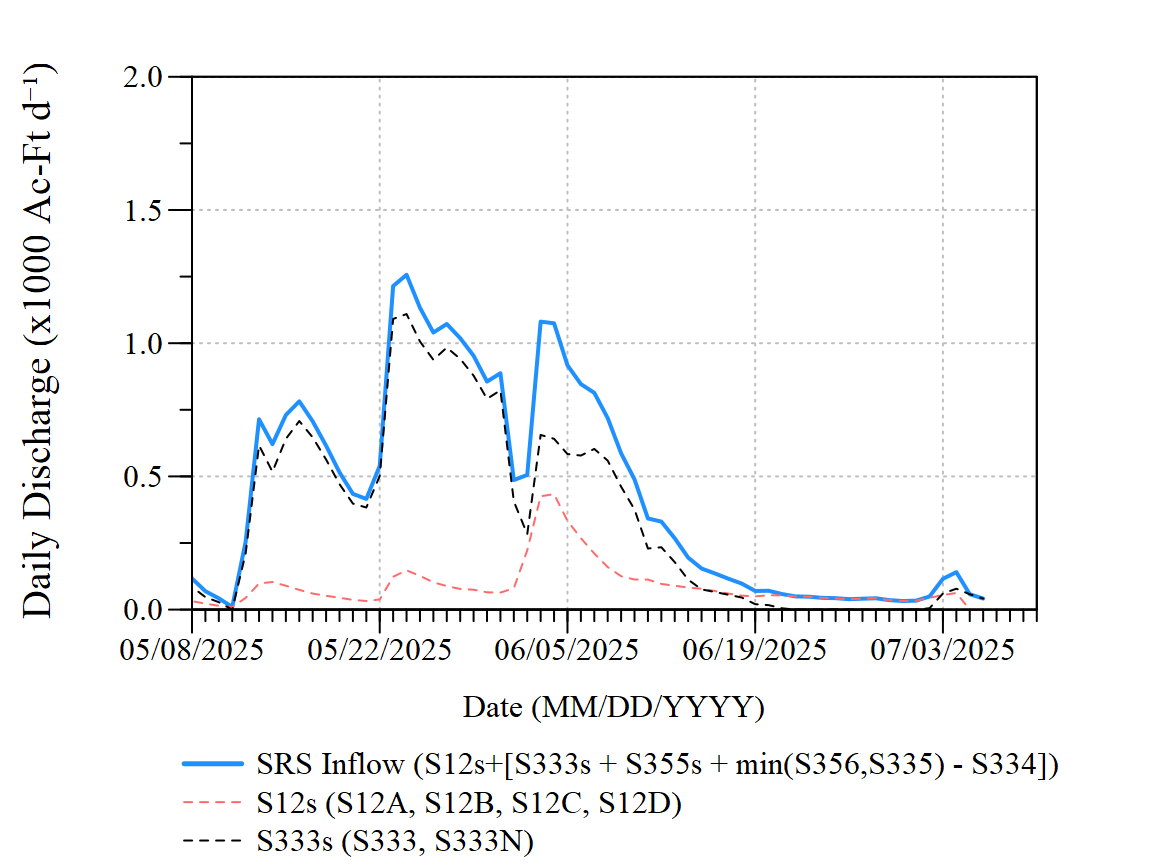 Daily Discharge (x1000 Ac-Ft d⁻¹)
2.0
1.5
1.0
0.5
0.0
05/08/2025 05/22/2025 06/05/2025 06/19/2025 07/03/2025
Date (MM/DD/YYYY)
SRS Inflow (S12s+[S333s + S355s + min(S356,S335) - S334])
S12s (S12A, S12B, S12C, S12D)
S333s (S333, S333N)